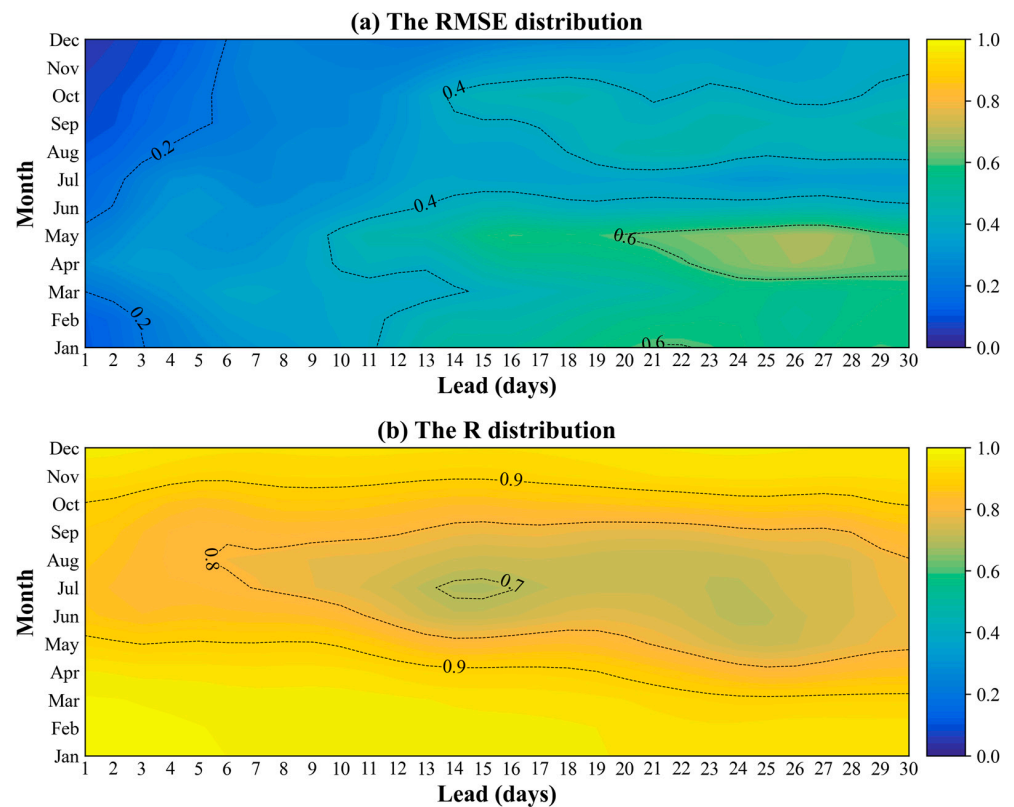 (a) The RMSE distribution
Dec
Nov
Oct
Sep
Aug
Jul
Jun
May
Apr
Mar
Feb
Jan
Month
0.4
0.2
0.4
0.6
0.2
0.6
1 2 3 4 5 6 7 8 9 10 11 12 13 14 15 16 17 18 19 20 21 22 23 24 25 26 27 28 29 30
Lead (days)
1.0
0.8
0.6
0.4
0.2
0.0
(b) The R distribution
Dec
Nov
Oct
Sep
Aug
Jul
Jun
May
Apr
Mar
Feb
Jan
Month
0.9
0.8
0.7
0.9
1 2 3 4 5 6 7 8 9 10 11 12 13 14 15 16 17 18 19 20 21 22 23 24 25 26 27 28 29 30
Lead (days)
1.0
0.8
0.6
0.4
0.2
0.0